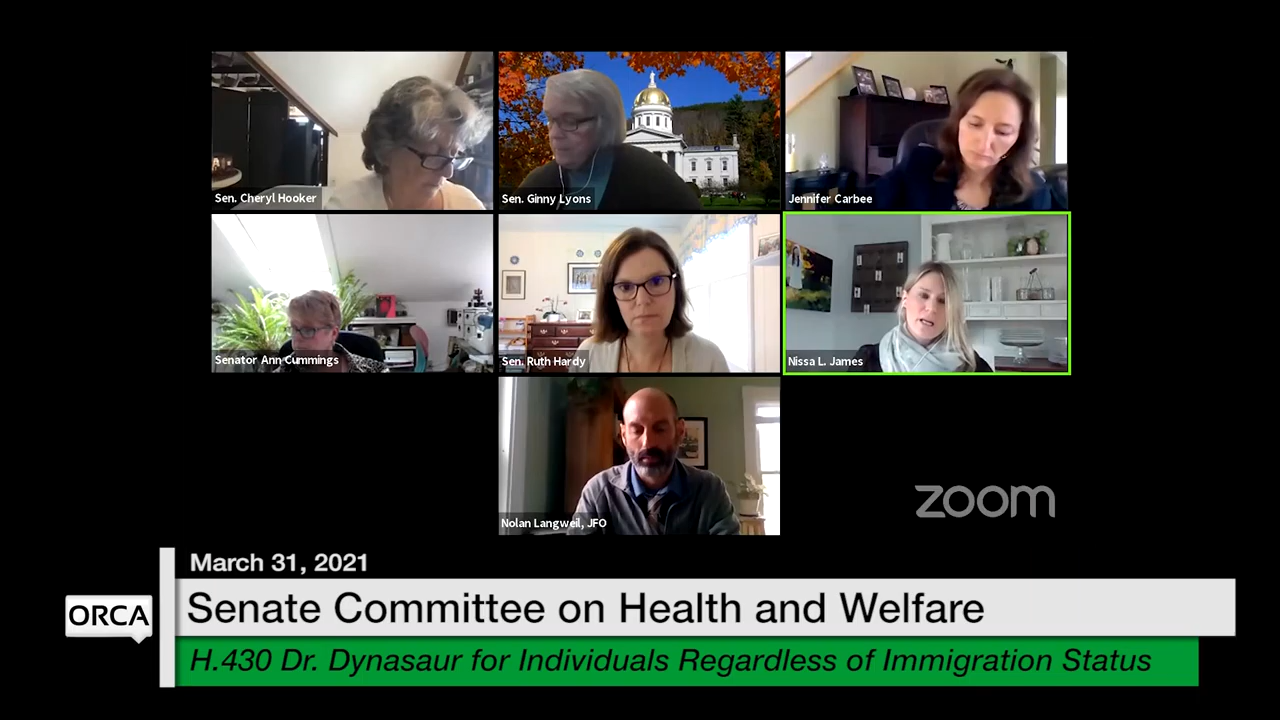 Sen. Cheryl Hooker
Sen. Ginny Lyons
Jennifer Carbee
Senator Ann Cummings
Sen. Ruth Hardy
Nissa L. James
Nolan Langweil, JFO
zoom
March 31, 2021
ORCA
Senate Committee on Health and Welfare
H.430 Dr. Dynasaur for Individuals Regardless of Immigration Status